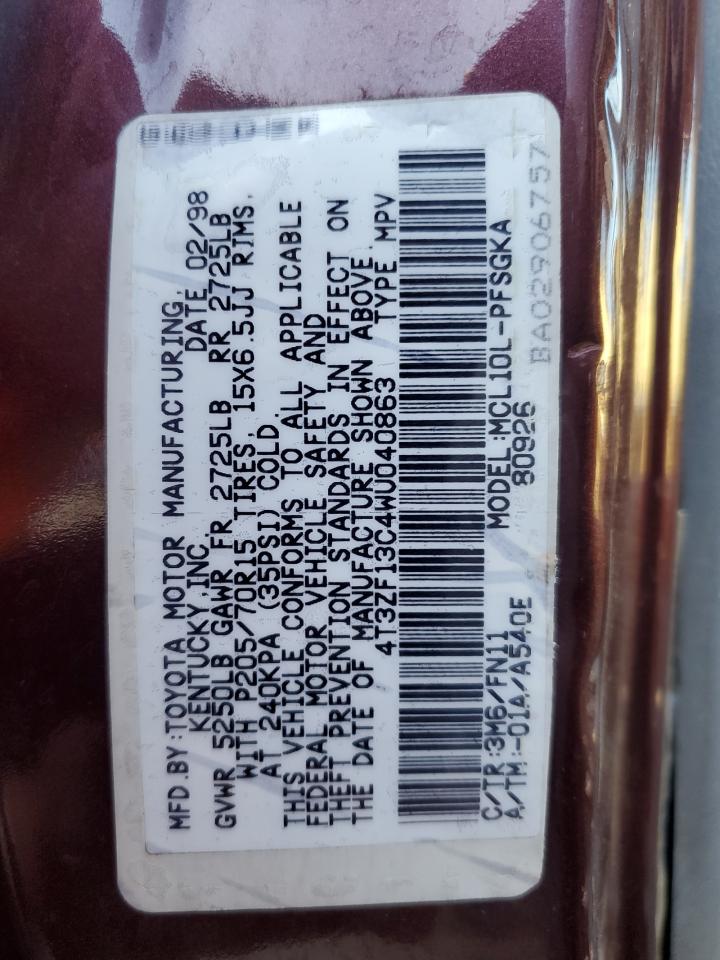 MFD.BY:TOYOTA MOTOR MANUFACTURING,
KENTUCKY,INC. DATE 02/98
GVWR 5250LB GAWR FR 2725LB RR 2725LB
WITH P205/70R15 TIRES, 15X6.5JJ RIMS,
AT 240KPA (35PSI) COLD.
THIS VEHICLE CONFORMS TO ALL APPLICABLE
FEDERAL MOTOR VEHICLE SAFETY AND
THEFT PREVENTION STANDARDS IN EFFECT ON
THE DATE OF MANUFACTURE SHOWN ABOVE.
4T3ZF13C4WU040863 TYPE MPV
C/TR:3M6/FN11 MODEL:MCL10L-PFSGKA
A/TM:-01A/A540E 80926
BA02906757